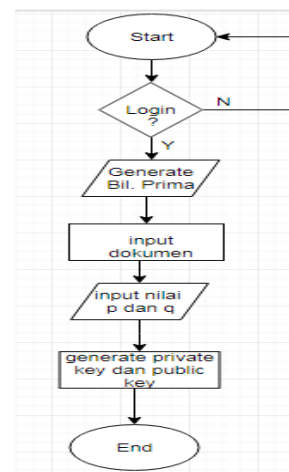 Start
Login
?
N
Y
Generate
Bil. Prima
input
dokumen
input nilai
p dan q
generate private
key dan public
key
End